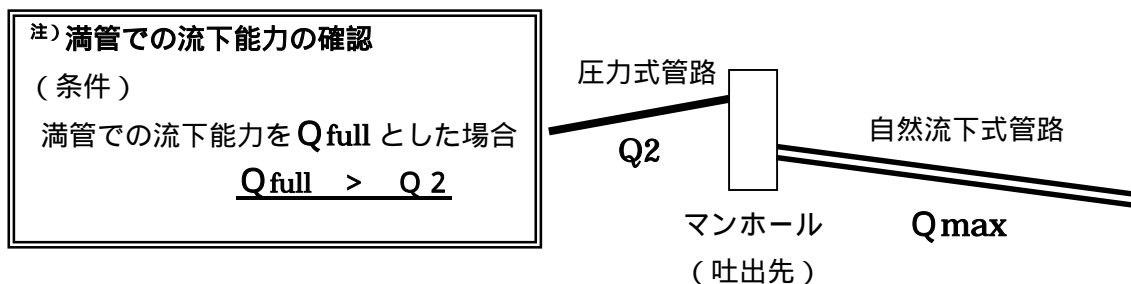 注）満管での流下能力の確認
（条件）
満管での流下能力をQfullとした場合
Qfull > Q2
圧力式管路
Q2
自然流下式管路
マンホール
（吐出先）
Qmax